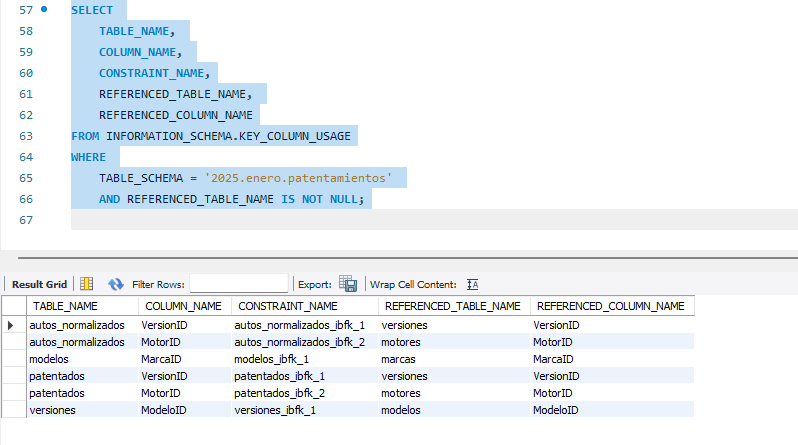 57 SELECT
58 TABLE_NAME,
59 COLUMN_NAME,
60 CONSTRAINT_NAME,
61 REFERENCED_TABLE_NAME,
62 REFERENCED_COLUMN_NAME
63 FROM INFORMATION_SCHEMA.KEY_COLUMN_USAGE
64 WHERE
65 TABLE_SCHEMA = '2025.enero.patentamientos'
66 AND REFERENCED_TABLE_NAME IS NOT NULL;
67
Result Grid Filter Rows: Export: Wrap Cell Content:
TABLE_NAME COLUMN_NAME CONSTRAINT_NAME REFERENCED_TABLE_NAME REFERENCED_COLUMN_NAME
autos_normalizados VersionID autos_normalizados_ibfk_1 versiones VersionID
autos_normalizados MotorID autos_normalizados_ibfk_2 motores MotorID
modelos MarcaID modelos_ibfk_1 marcas MarcaID
patentados VersionID patentados_ibfk_1 versiones VersionID
patentados MotorID patentados_ibfk_2 motores MotorID
versiones ModeloID versiones_ibfk_1 modelos ModeloID